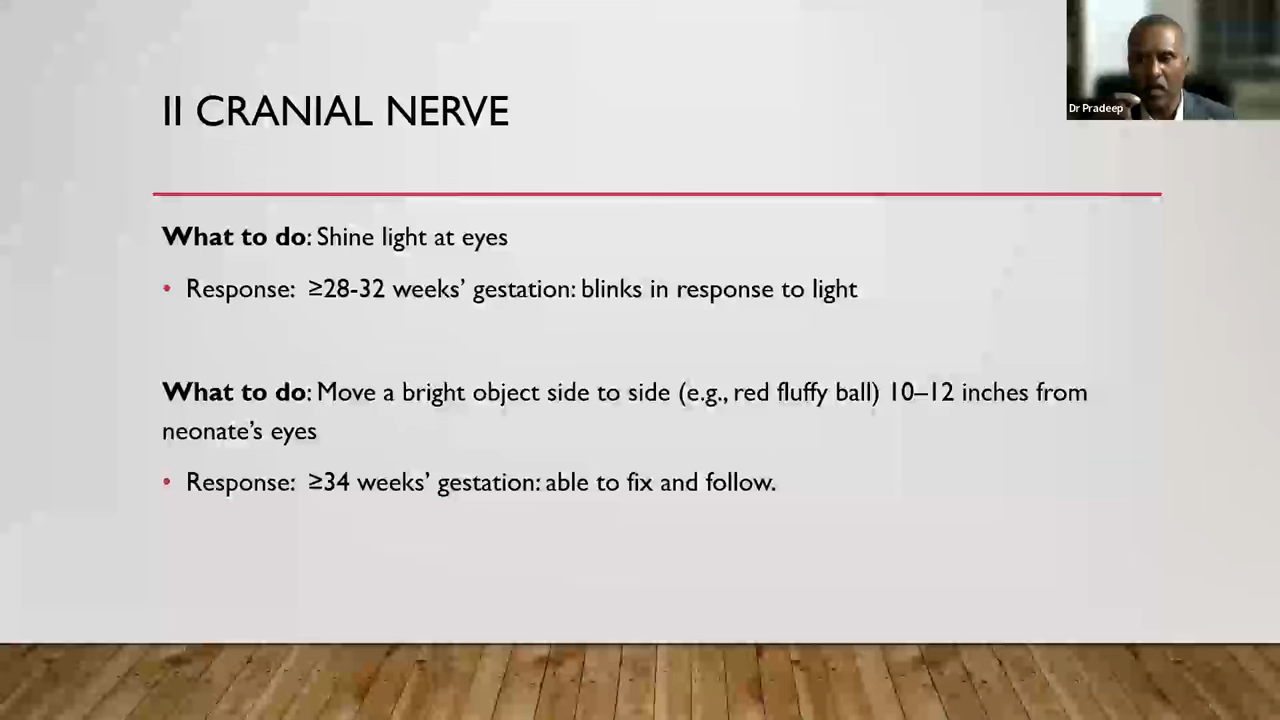 Dr Pradeep
II CRANIAL NERVE
What to do: Shine light at eyes
• Response: ≥28-32 weeks’ gestation: blinks in response to light
What to do: Move a bright object side to side (e.g., red fluffy ball) 10–12 inches from
neonate’s eyes
• Response: ≥34 weeks’ gestation: able to fix and follow.